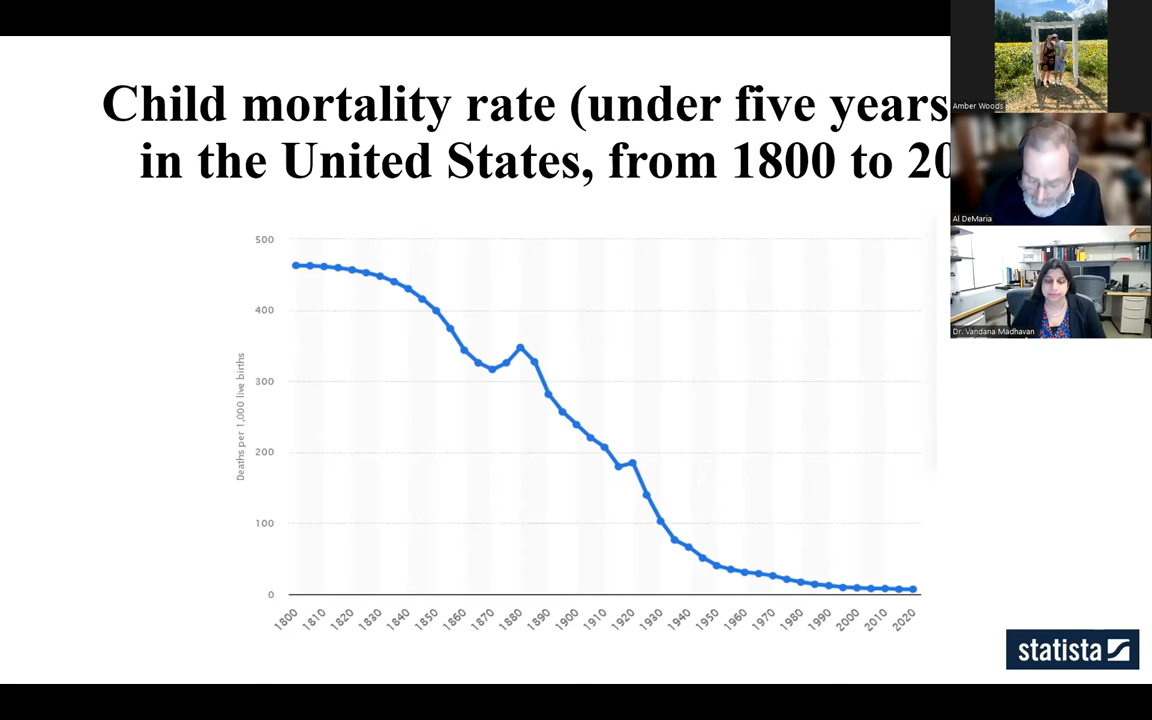 Child mortality rate (under five years
in the United States, from 1800 to 20
Amber Woods
Al DeMaria
Dr. Vandana Madhavan
Deaths per 1,000 live births
500
400
300
200
100
0
1800 1810 1820 1830 1840 1850 1860 1870 1880 1890 1900 1910 1920 1930 1940 1950 1960 1970 1980 1990 2000 2010 2020
statista